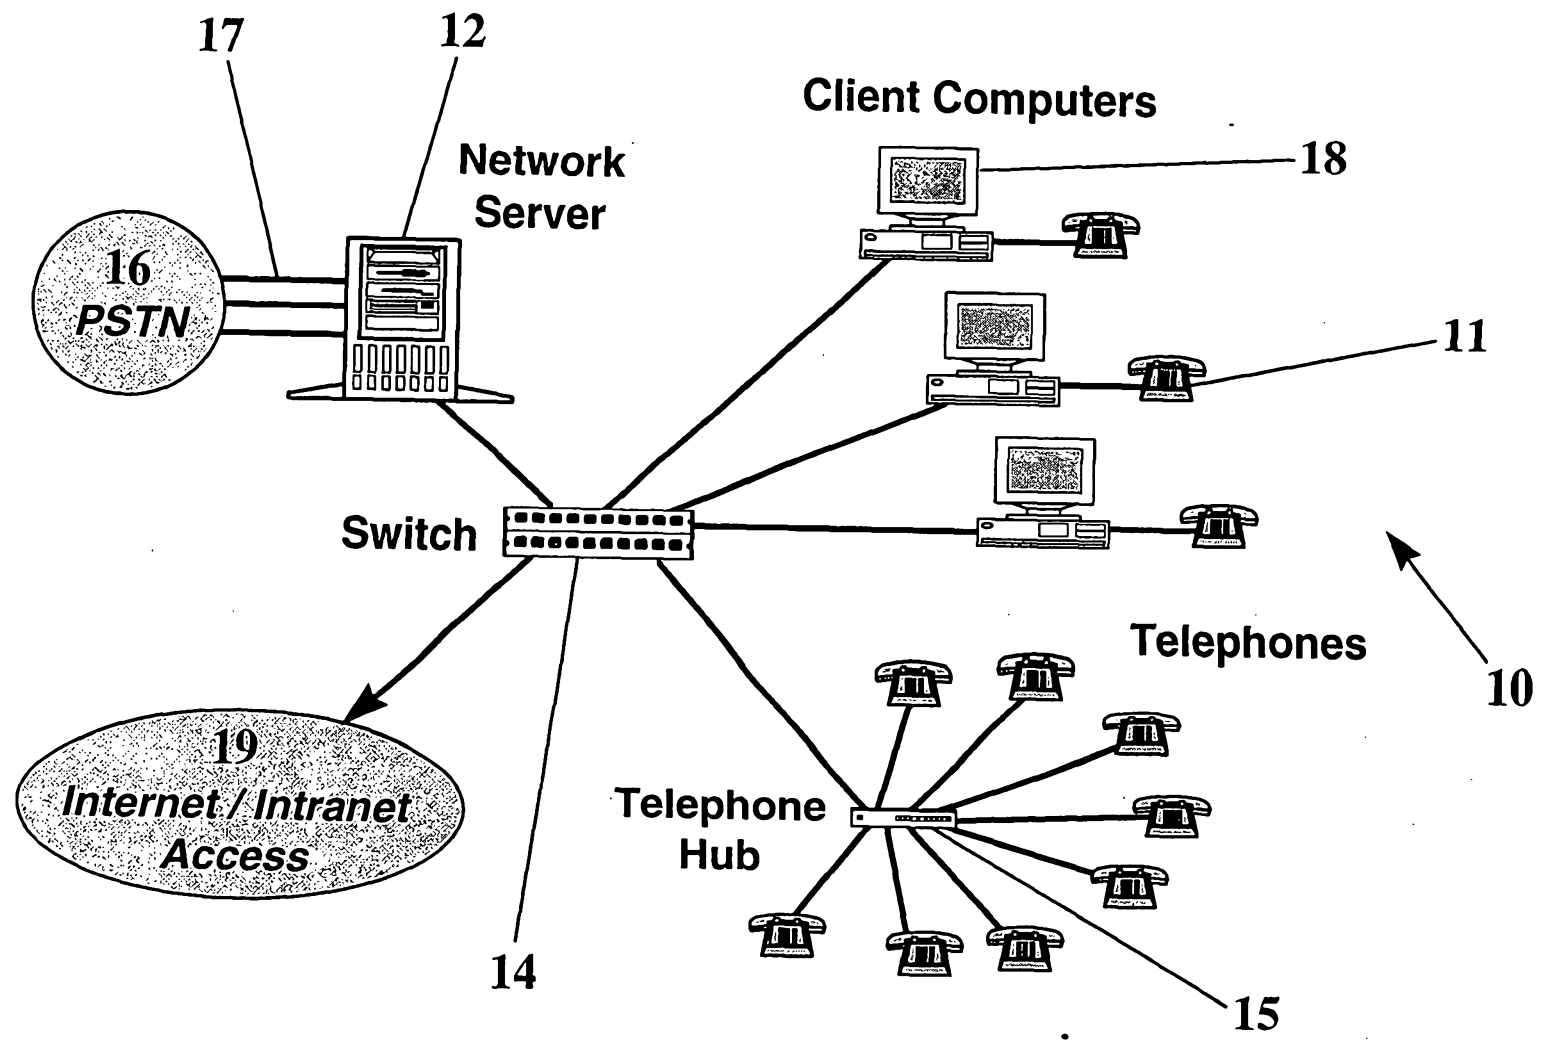 17
12
Client Computers
Network
Server
18
16
PSTN
11
Switch
Telephones
10
19
Internet / Intranet
Access
Telephone
Hub
14
15